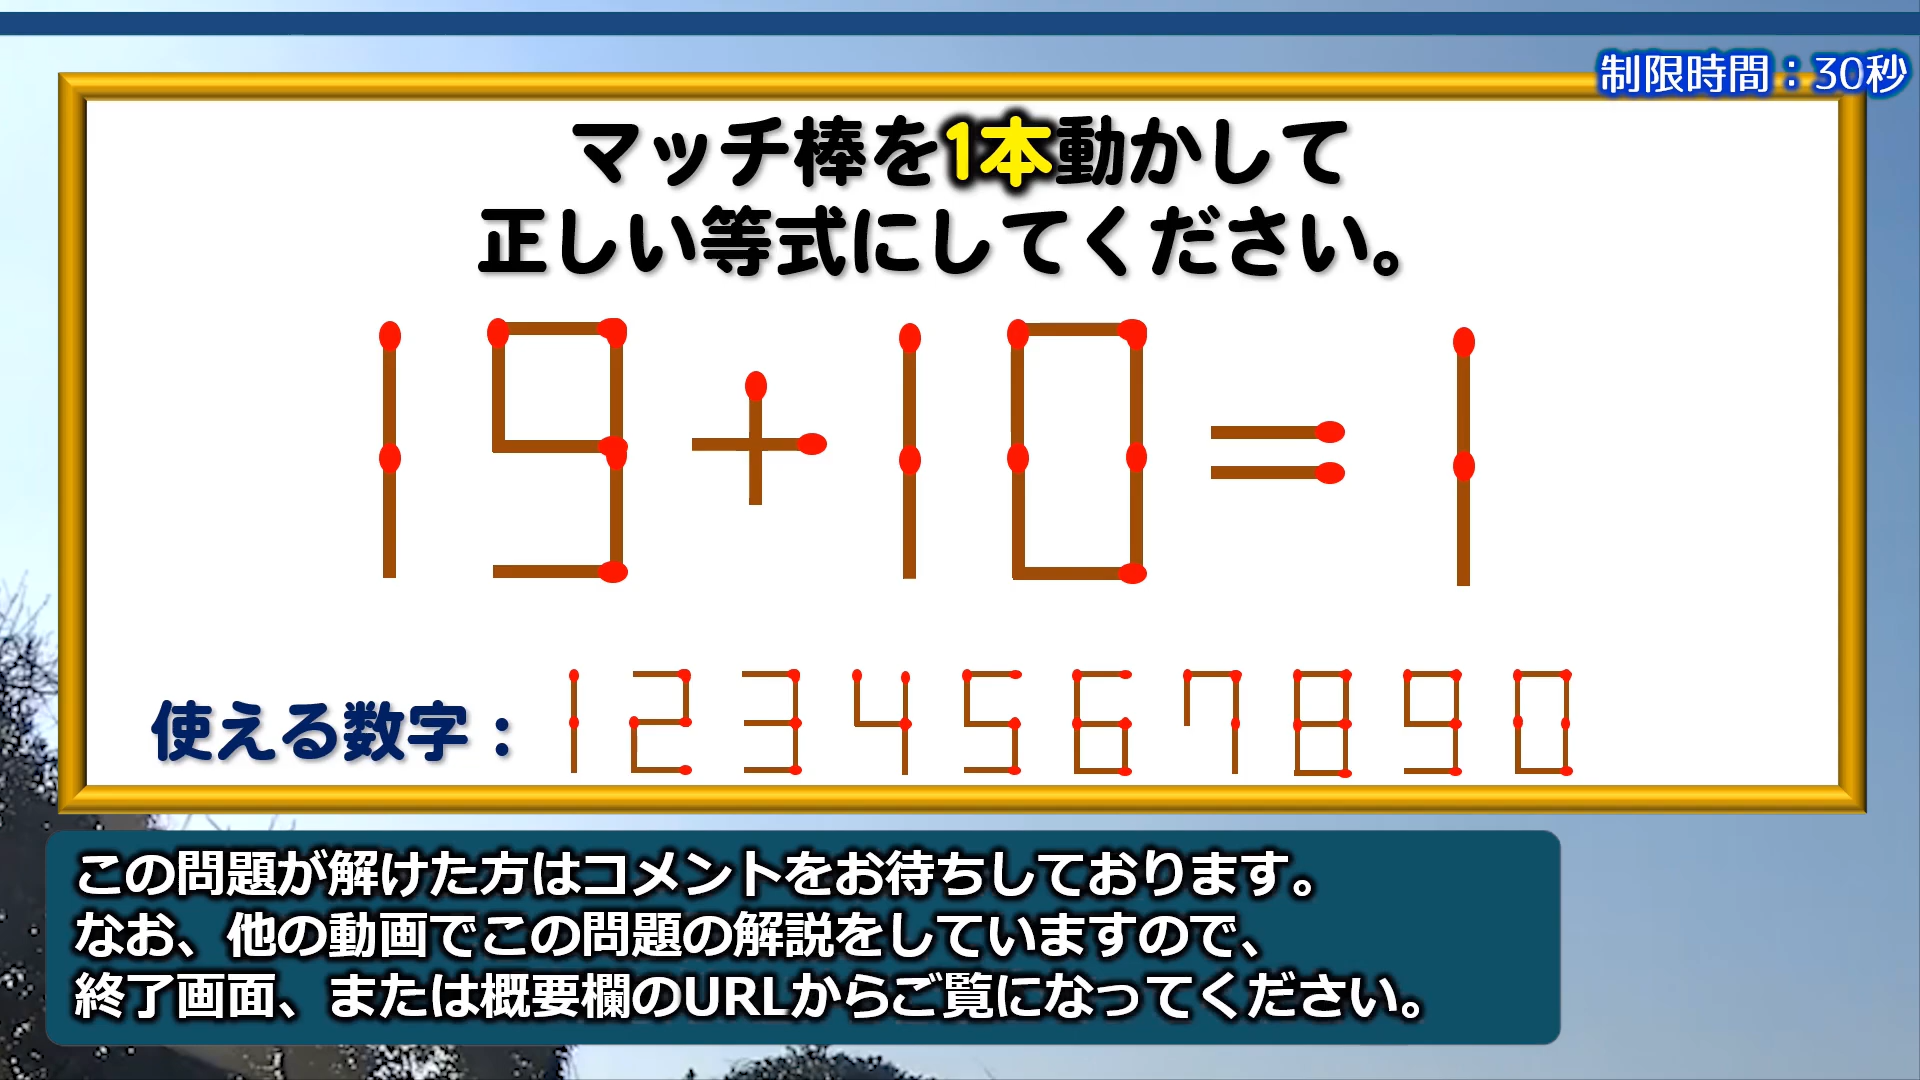 制限時間：30秒
マッチ棒を1本動かして
正しい等式にしてください。
19+10=1
使える数字：1234567890
この問題が解けた方はコメントをお待ちしております。
なお、他の動画でこの問題の解説をしていますので、
終了画面、または概要欄のURLからご覧になってください。